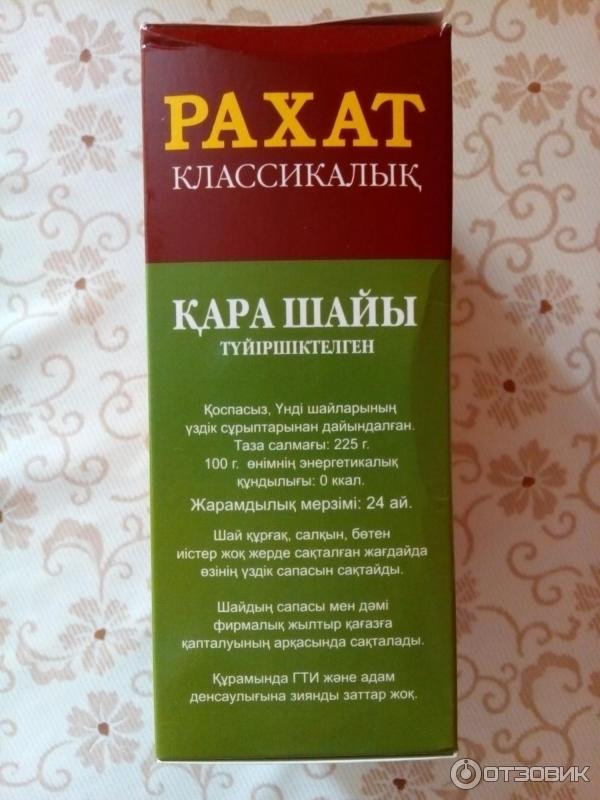 РАХАТ
КЛАССИКАЛЫҚ
ҚАРА ШАЙЫ
ТҮЙІРШІКТЕЛГЕН
Қоспасыз, Үнді шайларының
үздік сұрыптарынан дайындалған.
Таза салмағы: 225 г.
100 г. өнімнің энергетикалық
құндылығы: 0 ккал.
Жарамдылық мерзімі: 24 ай.
Шай құрғақ, салқын, бөтен
иістер жоқ жерде сақталған жағдайда
өзінің үздік сапасын сақтайды.
Шайдың сапасы мен дәмі
фирмалық жылтыр қағазға
қапталуының арқасында сақталады.
Құрамында ГТИ және адам
денсаулығына зиянды заттар жоқ.
ОТЗОВИК